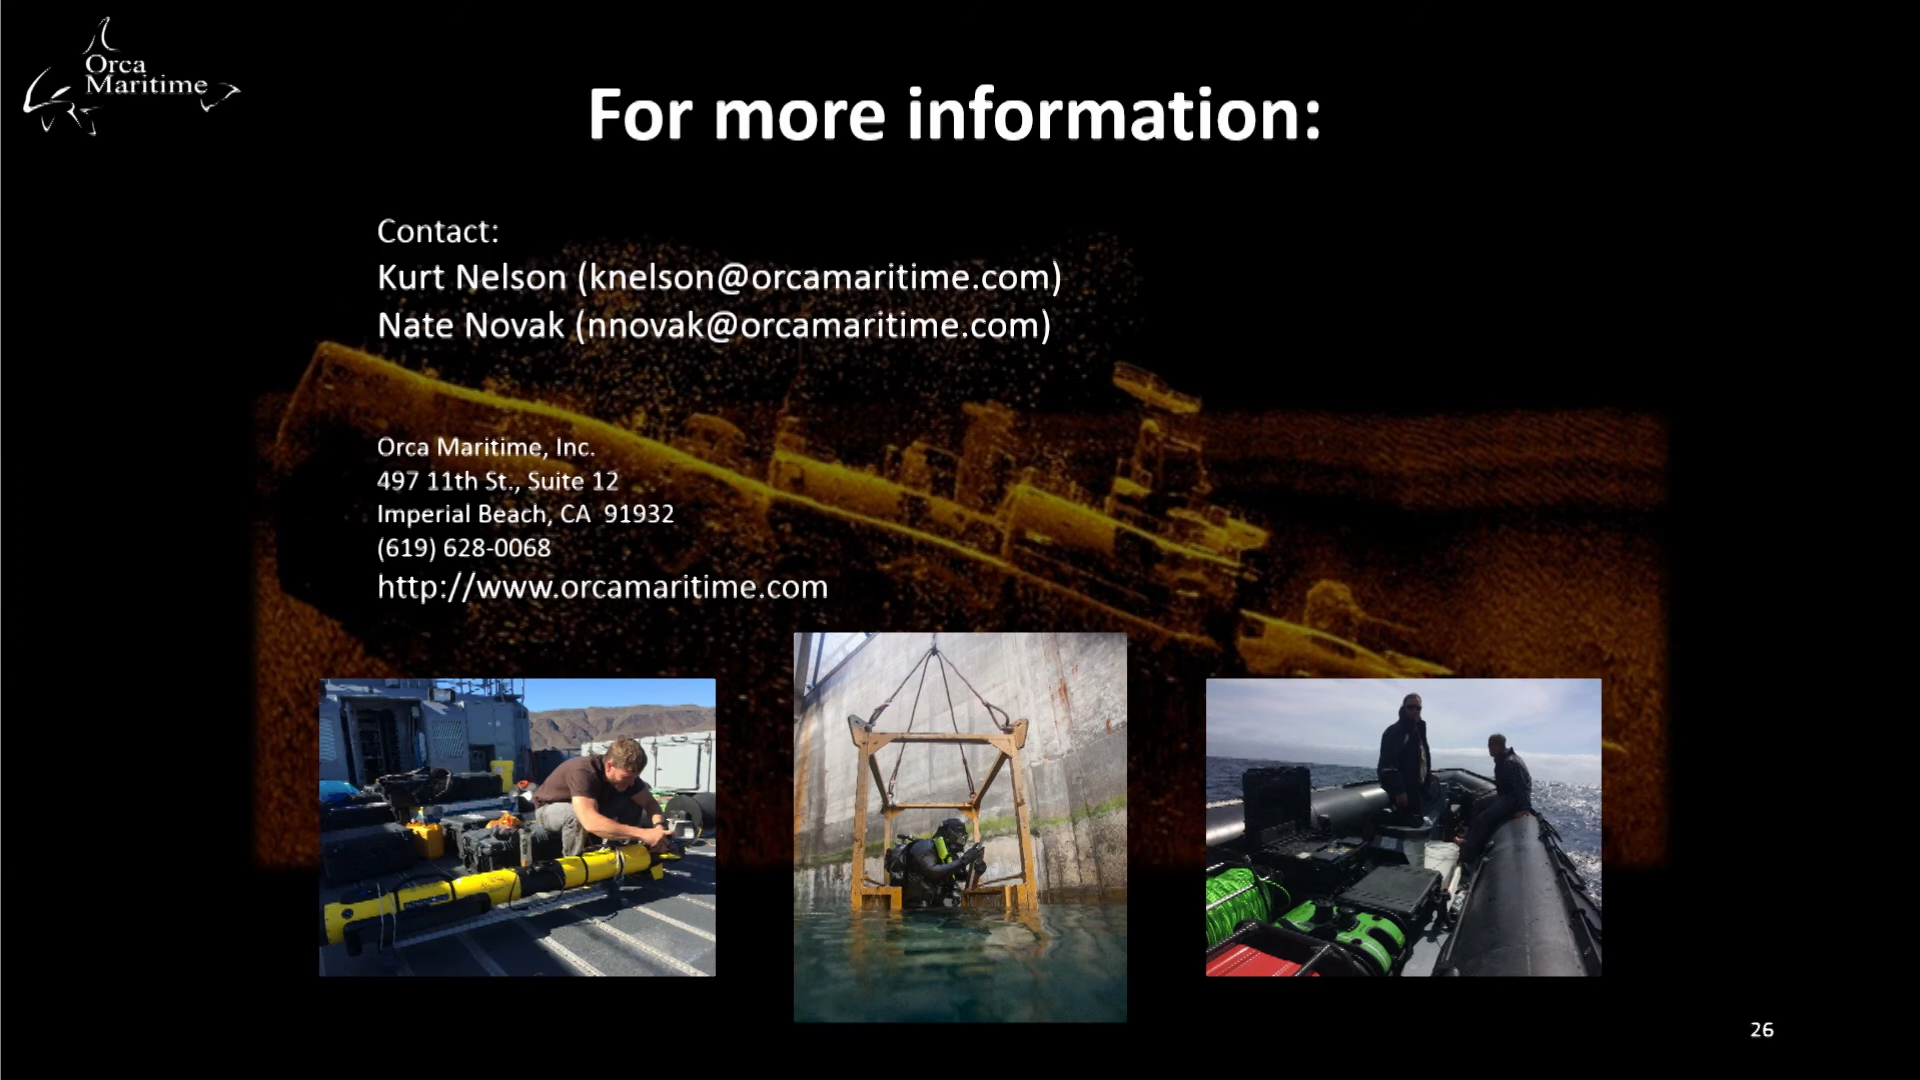 Orca
Maritime
For more information:
Contact:
Kurt Nelson (knelson@orcamaritime.com)
Nate Novak (nnovak@orcamaritime.com)
Orca Maritime, Inc.
497 11th St., Suite 12
Imperial Beach, CA  91932
(619) 628-0068
http://www.orcamaritime.com
26